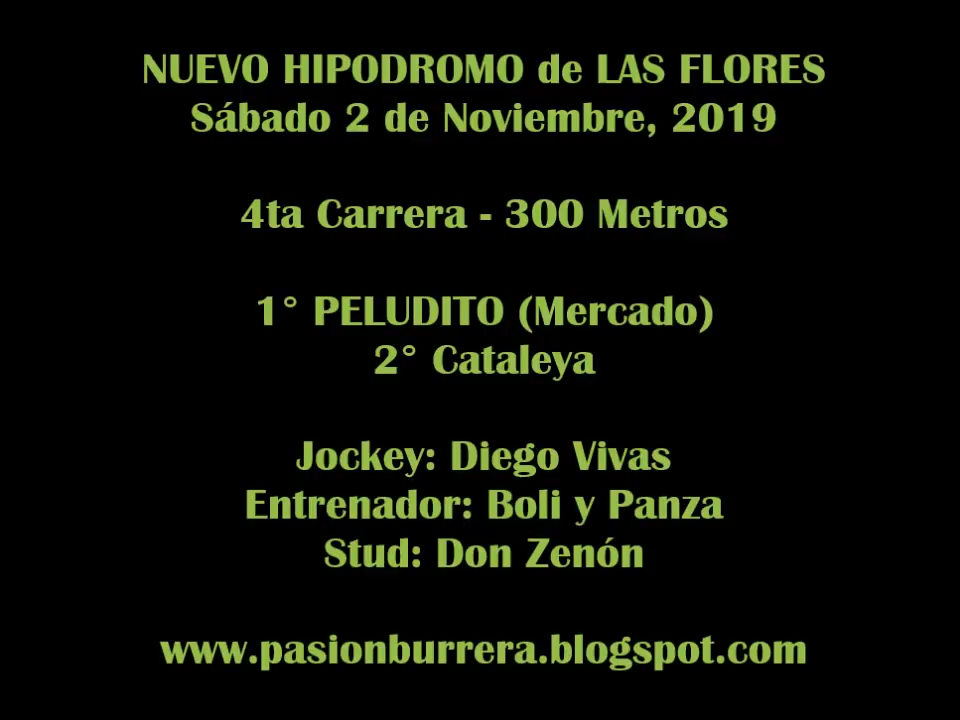 NUEVO HIPODROMO de LAS FLORES
Sábado 2 de Noviembre, 2019
4ta Carrera - 300 Metros
1° PELUDITO (Mercado)
2° Cataleya
Jockey: Diego Vivas
Entrenador: Boli y Panza
Stud: Don Zenón
www.pasionburrera.blogspot.com